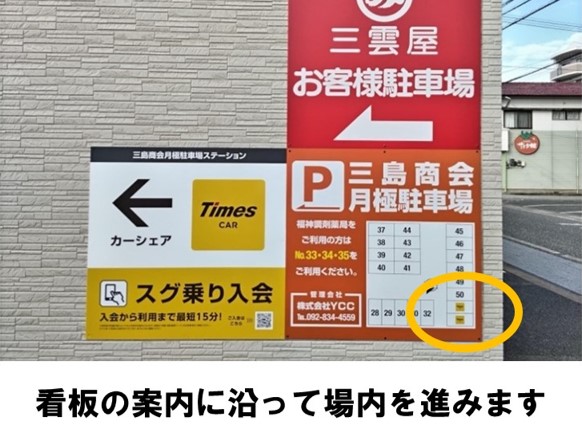 三雲屋
お客様駐車場
三島商会月極駐車場ステーション
カーシェア
Times
CAR
スグ乗り入会
入会から利用まで最短15分!
ご入会は
こちら
P
三島商会
月極駐車場
福神調剤薬局を
ご利用の方は
No.33・34・35を
ご利用ください。
管理会社
株式会社YCC
TEL.092-834-4559
37 44 45
38 43 46
39 42 47
40 41 48
49
50
28 29 30 32
看板の案内に沿って場内を進みます